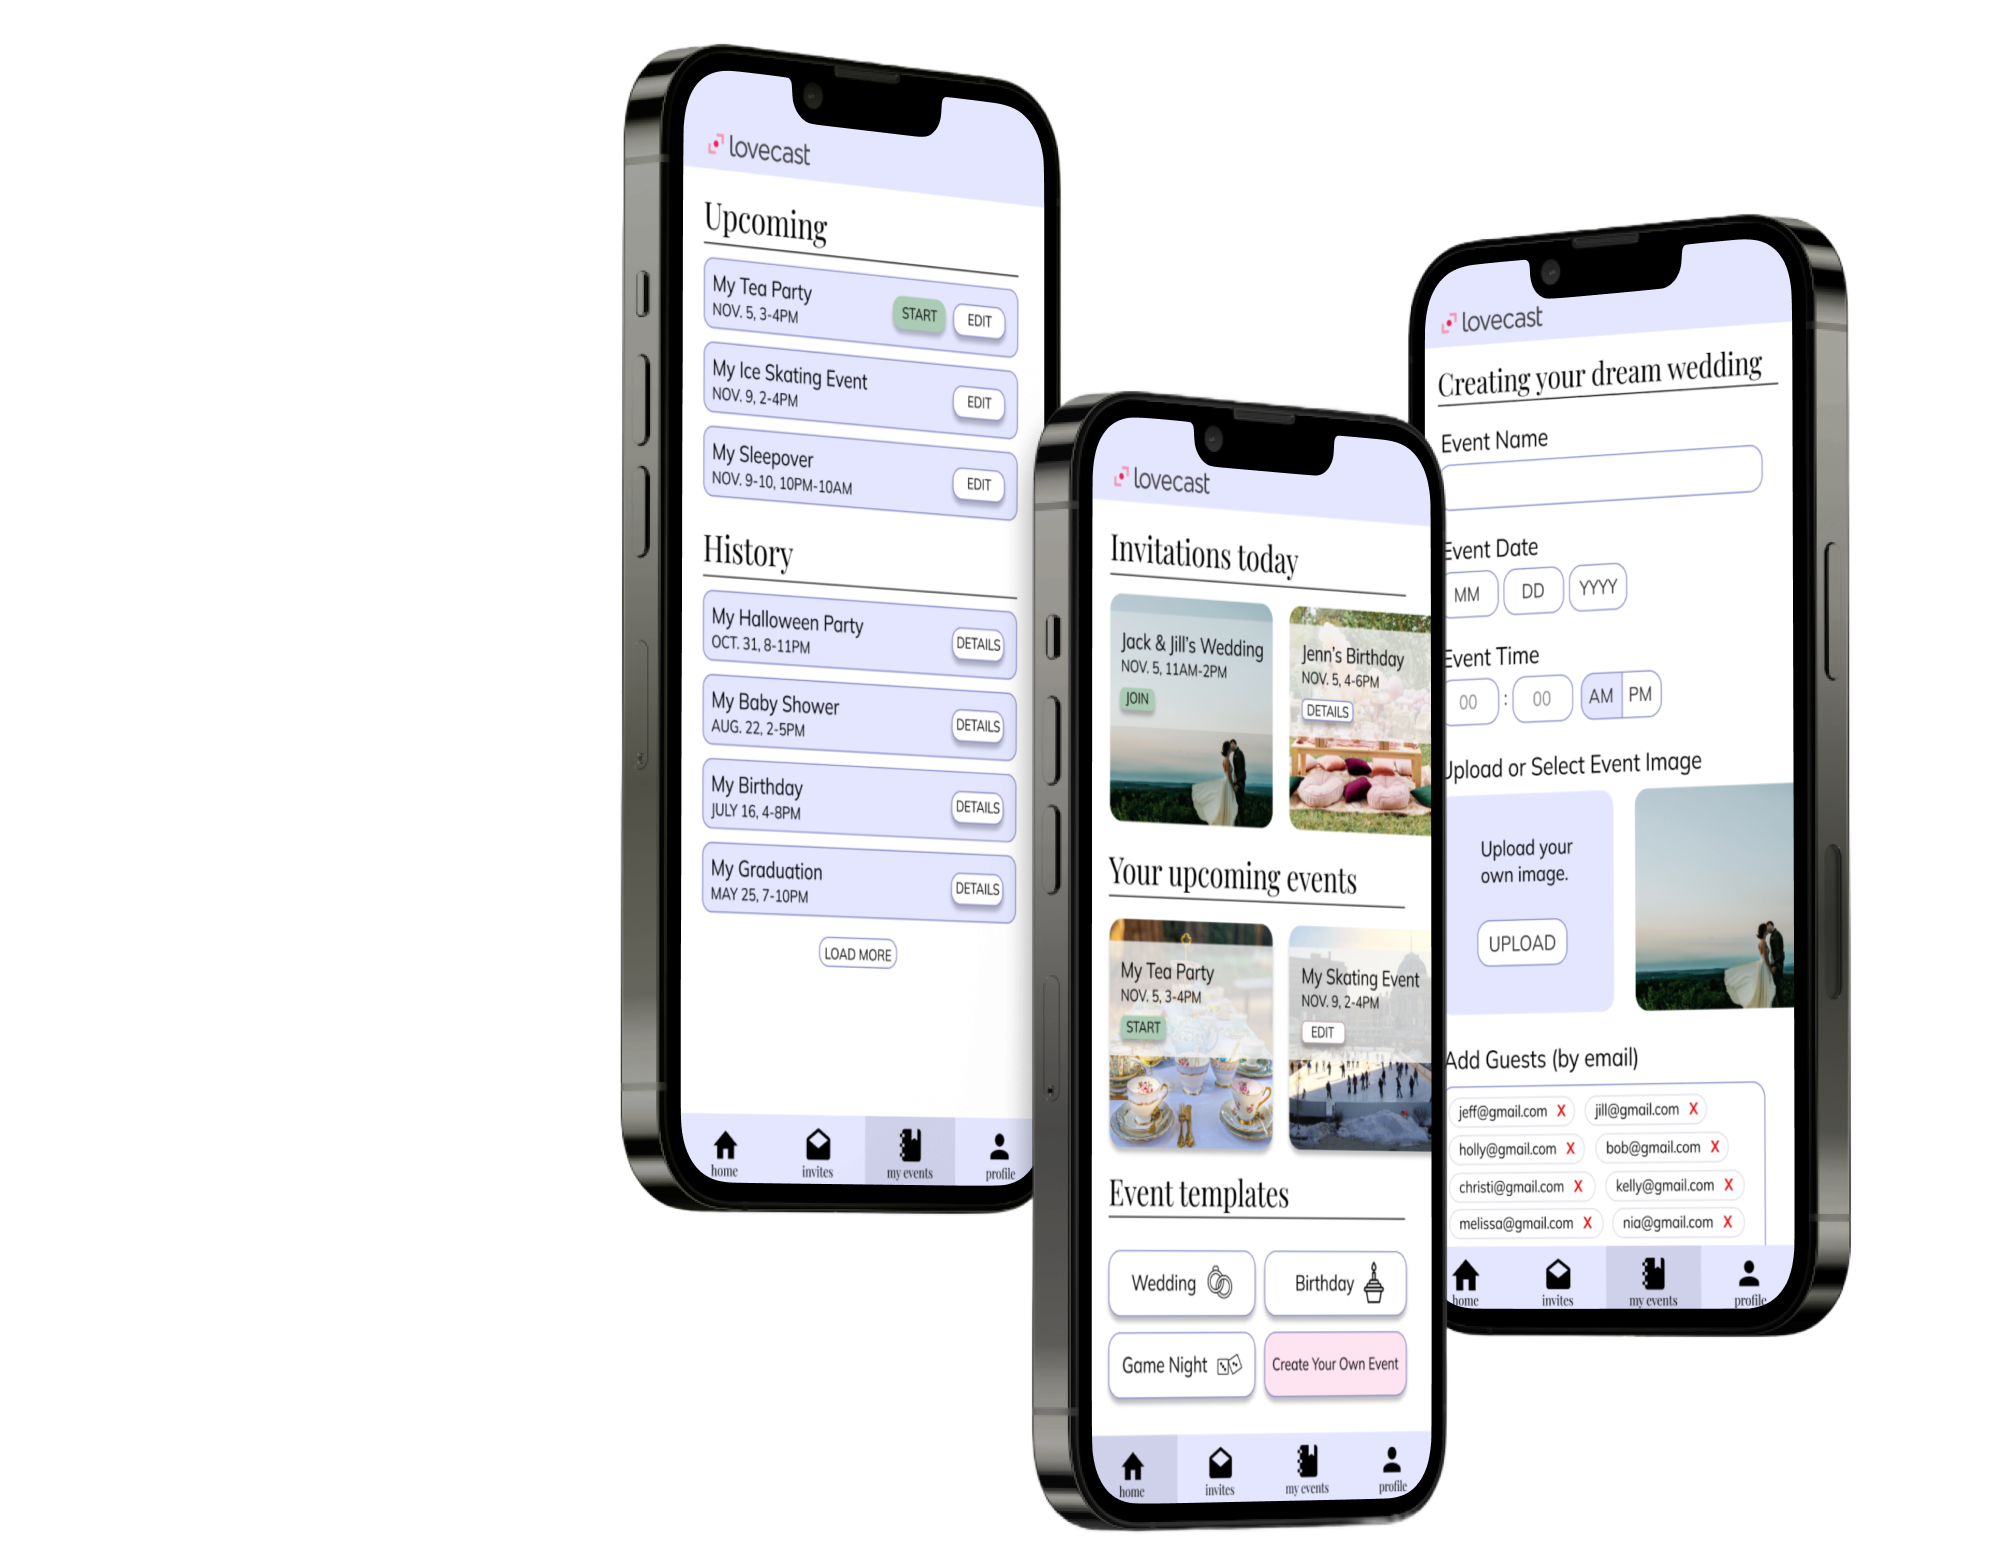 lovecast
Upcoming
My Tea Party
NOV. 5, 3-4PM
START
EDIT
My Ice Skating Event
NOV. 9, 2-4PM
EDIT
My Sleepover
NOV. 9-10, 10PM-10AM
EDIT
History
My Halloween Party
OCT. 31, 8-11PM
DETAILS
My Baby Shower
AUG. 22, 2-5PM
DETAILS
My Birthday
JULY 16, 4-8PM
DETAILS
My Graduation
MAY 25, 7-10PM
DETAILS
LOAD MORE
home
invites
my events
profile
lovecast
Invitations today
Jack & Jill's Wedding
NOV. 5, 11AM-2PM
JOIN
Jenn's Birthday
NOV. 5, 4-6PM
DETAILS
Your upcoming events
My Tea Party
NOV. 5, 3-4PM
START
My Skating Event
NOV. 9, 2-4PM
EDIT
Event templates
Wedding
Birthday
Game Night
Create Your Own Event
home
invites
my events
profile
lovecast
Creating your dream wedding
Event Name
Event Date
MM
DD
YYYY
Event Time
00 : 00
AM
PM
Upload or Select Event Image
Upload your
own image.
UPLOAD
Add Guests (by email)
jeff@gmail.com X
jill@gmail.com X
holly@gmail.com X
bob@gmail.com X
christi@gmail.com X
kelly@gmail.com X
melissa@gmail.com X
nia@gmail.com X
home
invites
my events
profile